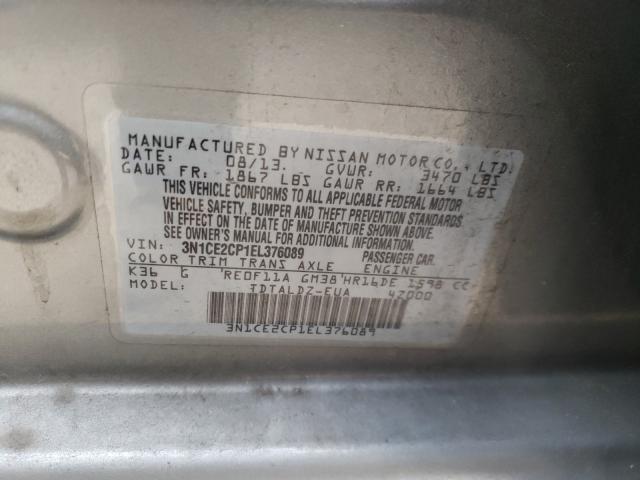 MANUFACTURED BY NISSAN MOTOR CO., LTD.
DATE: 08/13. GVWR: 3470 LBS
GAWR FR: 1867 LBS GAWR RR: 1664 LBS
THIS VEHICLE CONFORMS TO ALL APPLICABLE FEDERAL MOTOR
VEHICLE SAFETY, BUMPER AND THEFT PREVENTION STANDARDS
IN EFFECT ON THE DATE OF MANUFACTURE SHOWN ABOVE.
SEE OWNER'S MANUAL FOR ADDITIONAL INFORMATION.
VIN: 3N1CE2CP1EL376089 PASSENGER CAR.
COLOR TRIM TRANS AXLE ENGINE
K36 G RE0F11A GM38 HR16DE 1598 CC
MODEL: TDTALDZ-EUA 4Z000
3N1CE2CP1EL376089